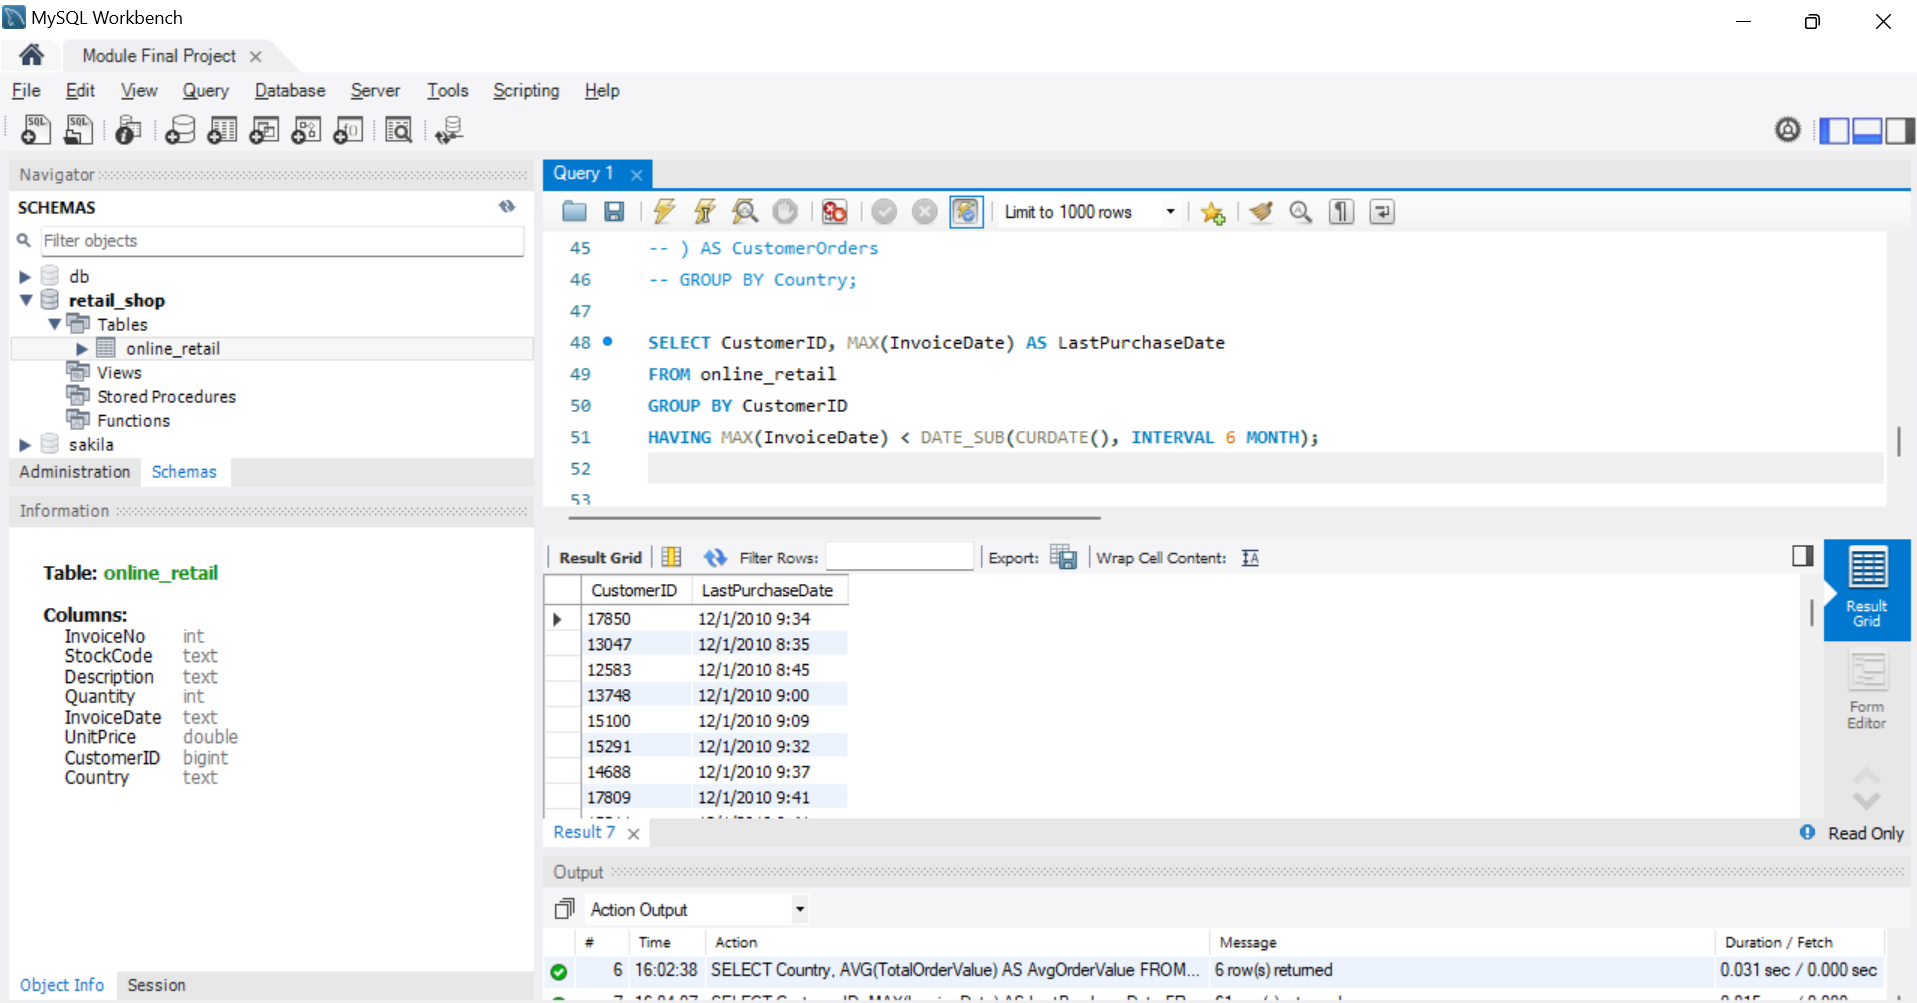 MySQL Workbench
Module Final Project
File Edit View Query Database Server Tools Scripting Help
Navigator
SCHEMAS
Filter objects
db
retail_shop
Tables
online_retail
Views
Stored Procedures
Functions
sakila
Administration Schemas
Information
Table: online_retail
Columns:
InvoiceNo int
StockCode text
Description text
Quantity int
InvoiceDate text
UnitPrice double
CustomerID bigint
Country text
Object Info Session
Query 1
Limit to 1000 rows
45 -- ) AS CustomerOrders
46 -- GROUP BY Country;
47
48 SELECT CustomerID, MAX(InvoiceDate) AS LastPurchaseDate
49 FROM online_retail
50 GROUP BY CustomerID
51 HAVING MAX(InvoiceDate) < DATE_SUB(CURDATE(), INTERVAL 6 MONTH);
52
53
Result Grid Filter Rows: Export: Wrap Cell Content:
CustomerID LastPurchaseDate
17850 12/1/2010 9:34
13047 12/1/2010 8:35
12583 12/1/2010 8:45
13748 12/1/2010 9:00
15100 12/1/2010 9:09
15291 12/1/2010 9:32
14688 12/1/2010 9:37
17809 12/1/2010 9:41
Result
Grid
Form
Editor
Result 7
Read Only
Output
Action Output
# Time Action Message Duration / Fetch
6 16:02:38 SELECT Country, AVG(TotalOrderValue) AS AvgOrderValue FROM... 6 row(s) returned 0.031 sec / 0.000 sec